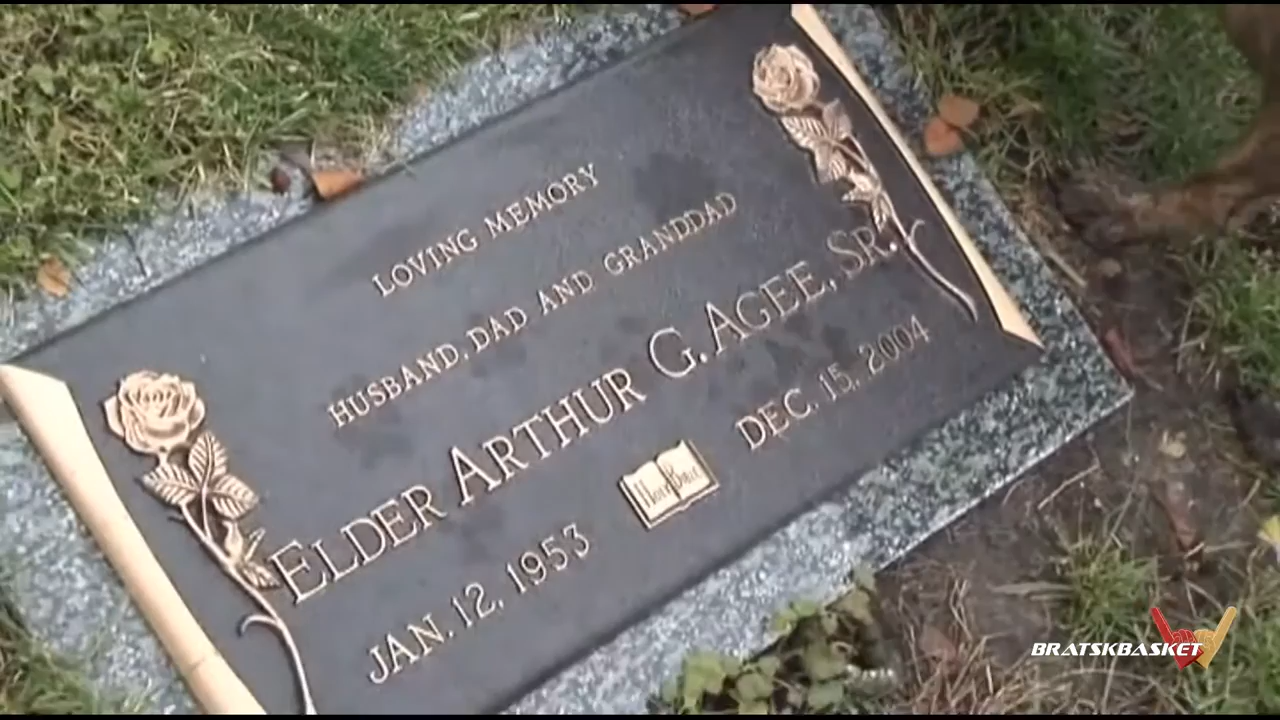 LOVING MEMORY
HUSBAND, DAD AND GRANDDAD
ELDER ARTHUR G. AGEE, SR.
JAN. 12, 1953
HOLY BIBLE
DEC. 15, 2004
BRATSKBASKET